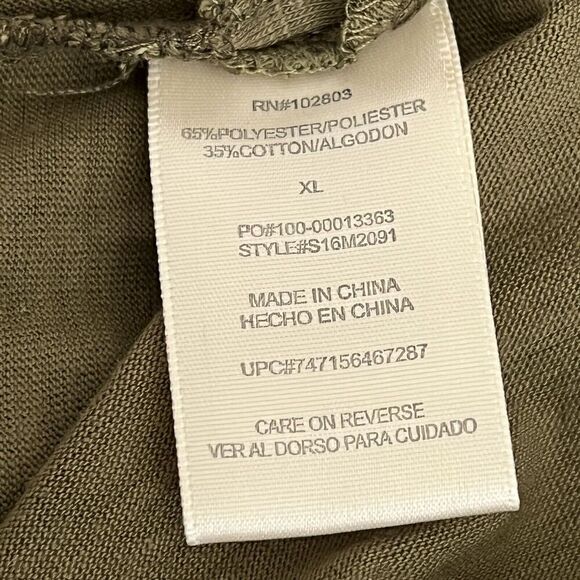 RN#102803
65%POLYESTER/POLIESTER
35%COTTON/ALGODON
XL
PO#100-00013363
STYLE#S16M2091
MADE IN CHINA
HECHO EN CHINA
UPC#747156467287
CARE ON REVERSE
VER AL DORSO PARA CUIDADO